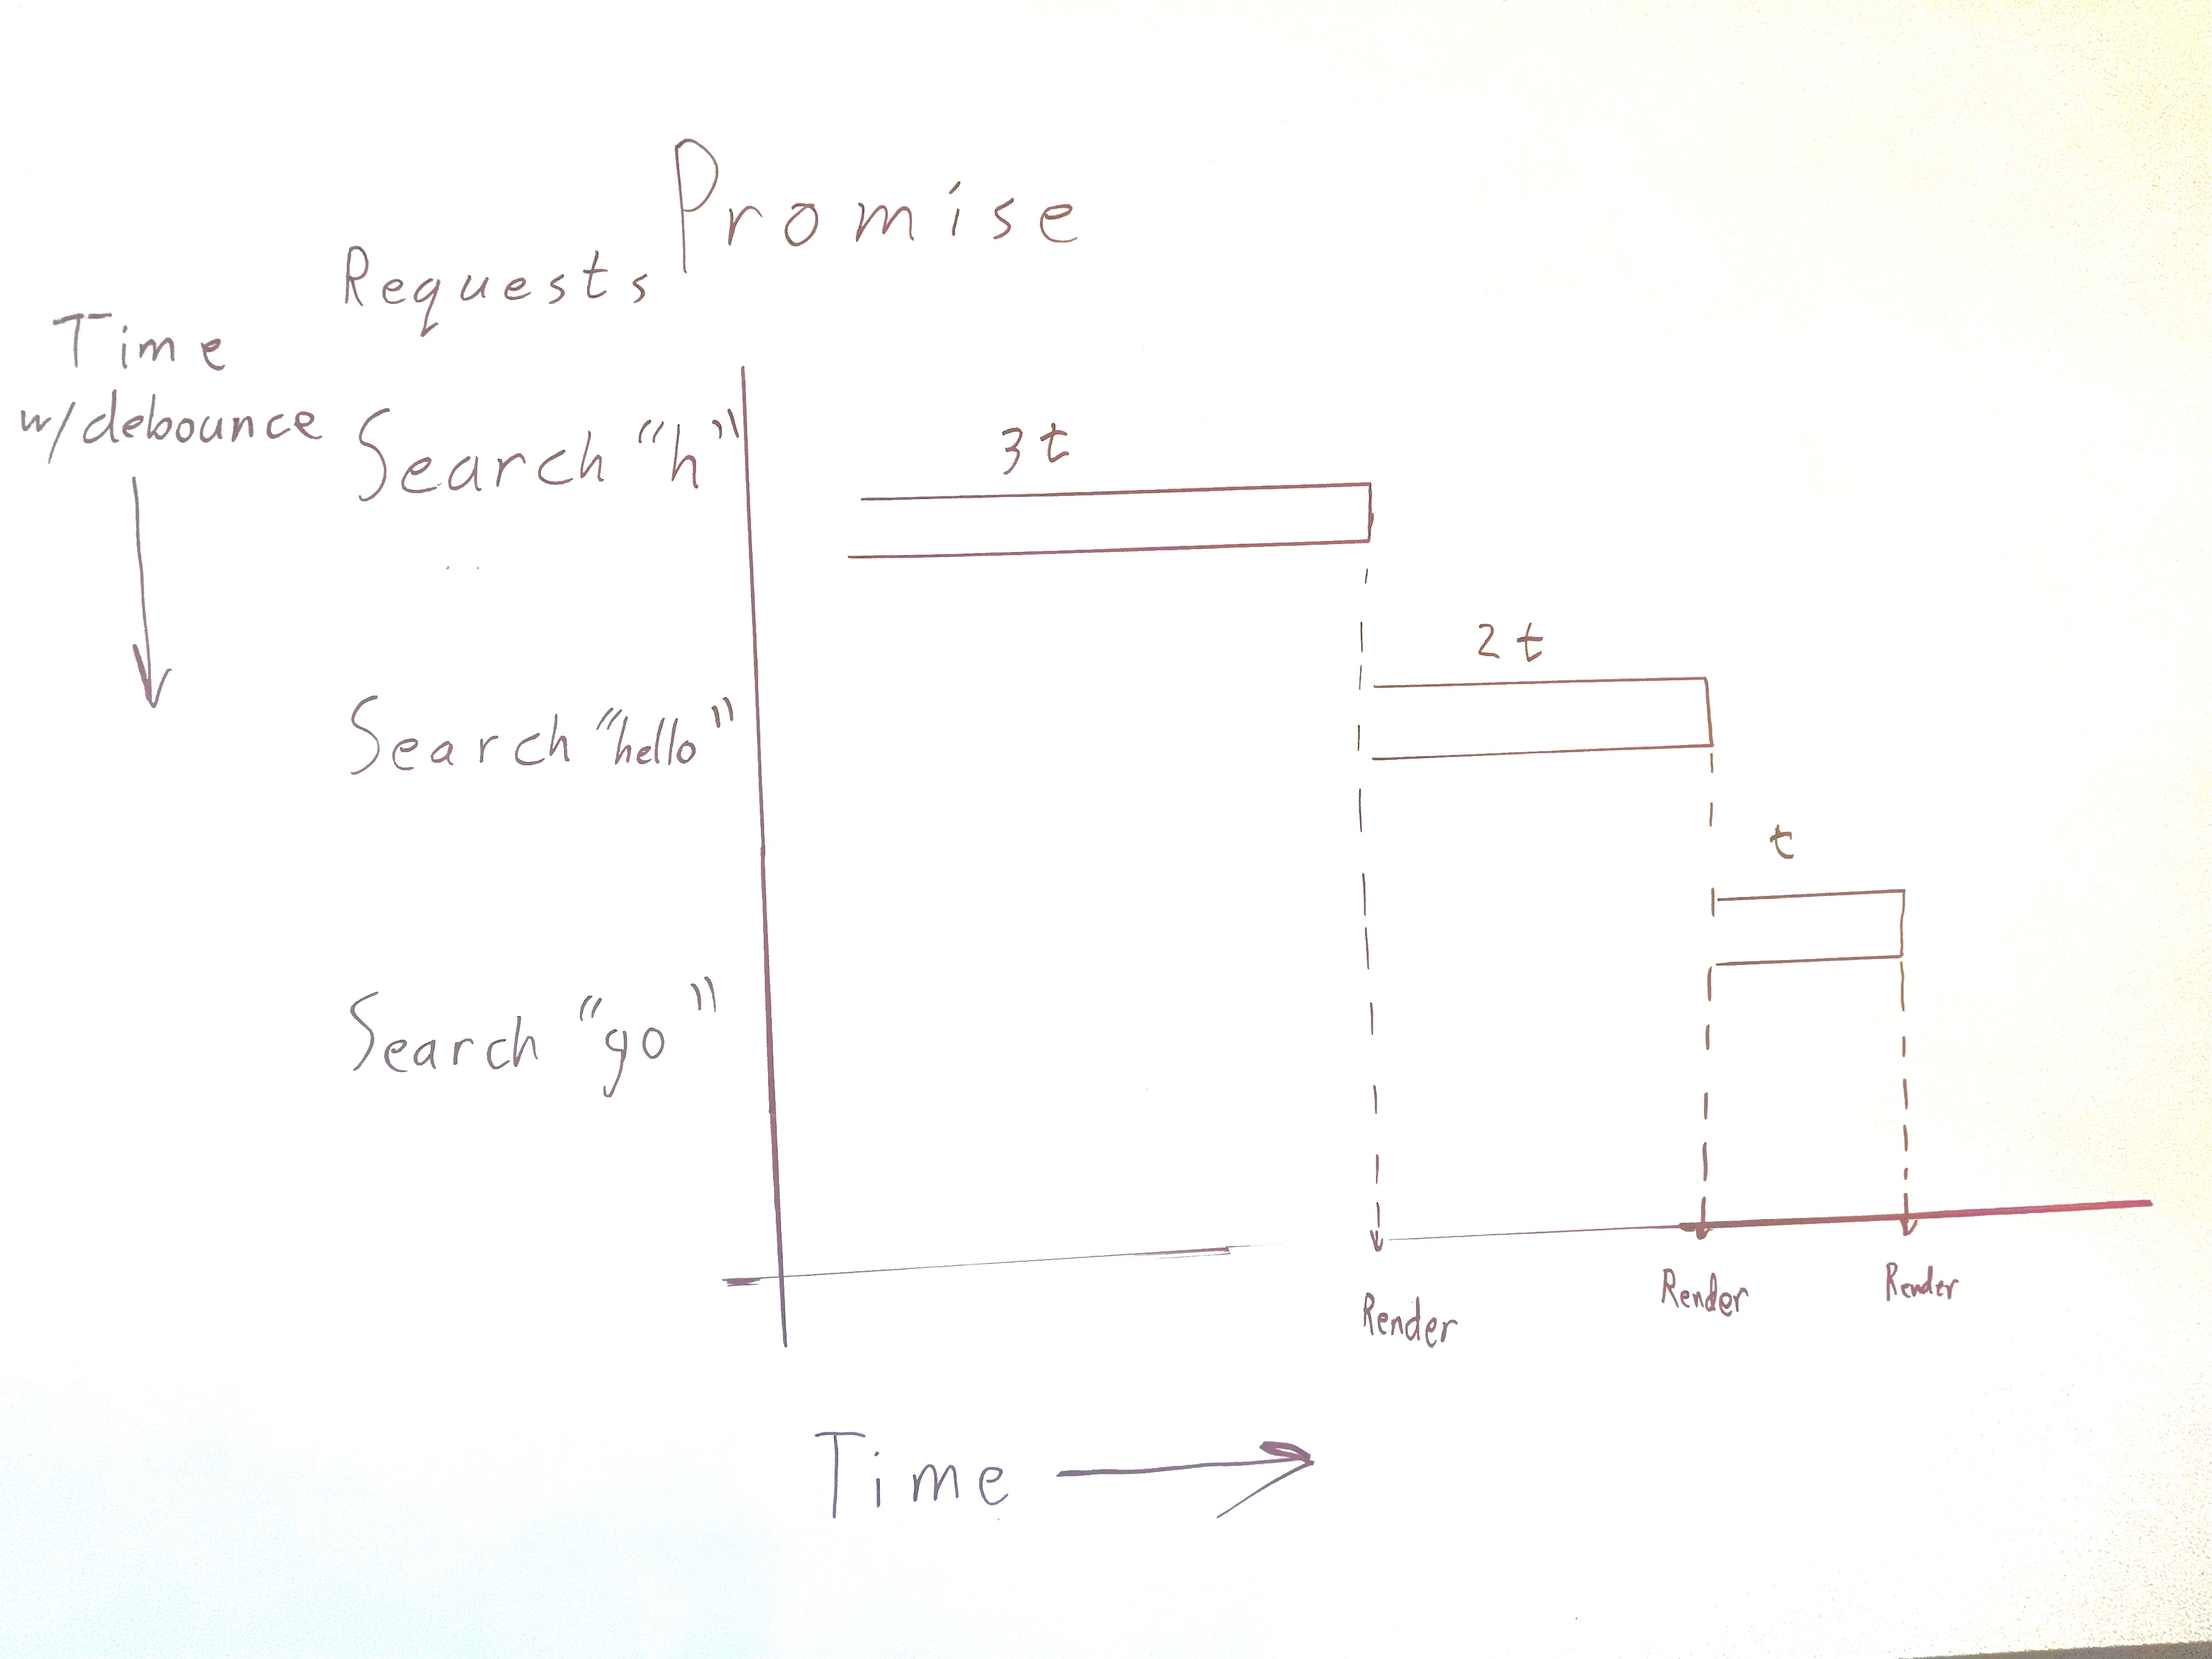 Promise
Requests
Time
w/debounce
Search “h”
3t
2t
Search “hello”
t
Search “go”
Render
Render
Render
Time